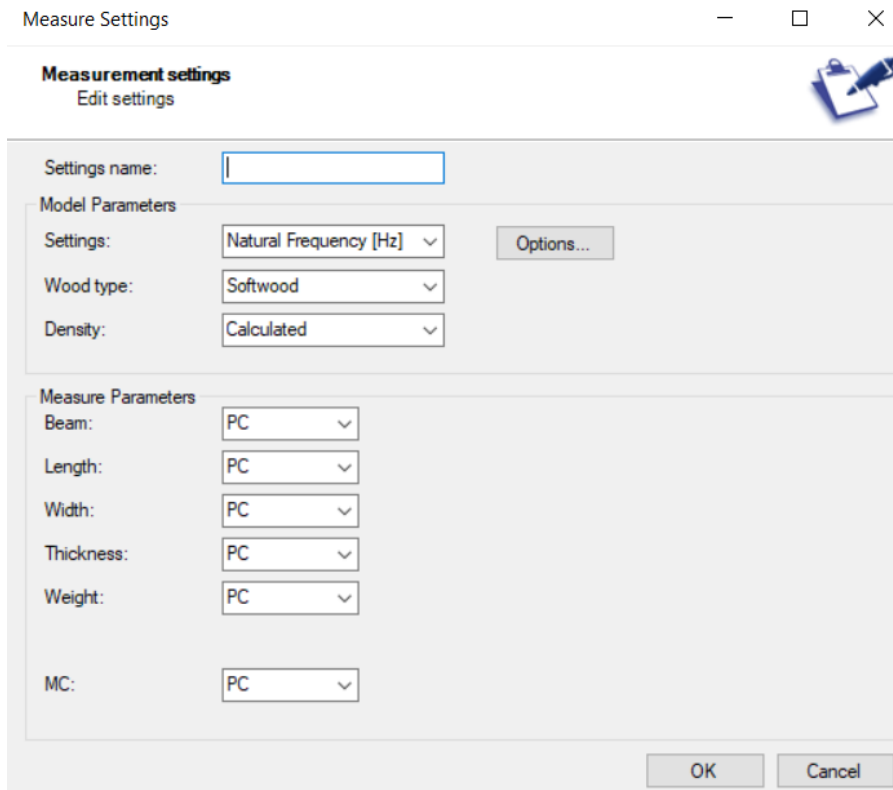 Measure Settings
Measurement settings
Edit settings
Settings name:
Model Parameters
Settings: Natural Frequency [Hz] Options...
Wood type: Softwood
Density: Calculated
Measure Parameters
Beam: PC
Length: PC
Width: PC
Thickness: PC
Weight: PC
MC: PC
OK Cancel